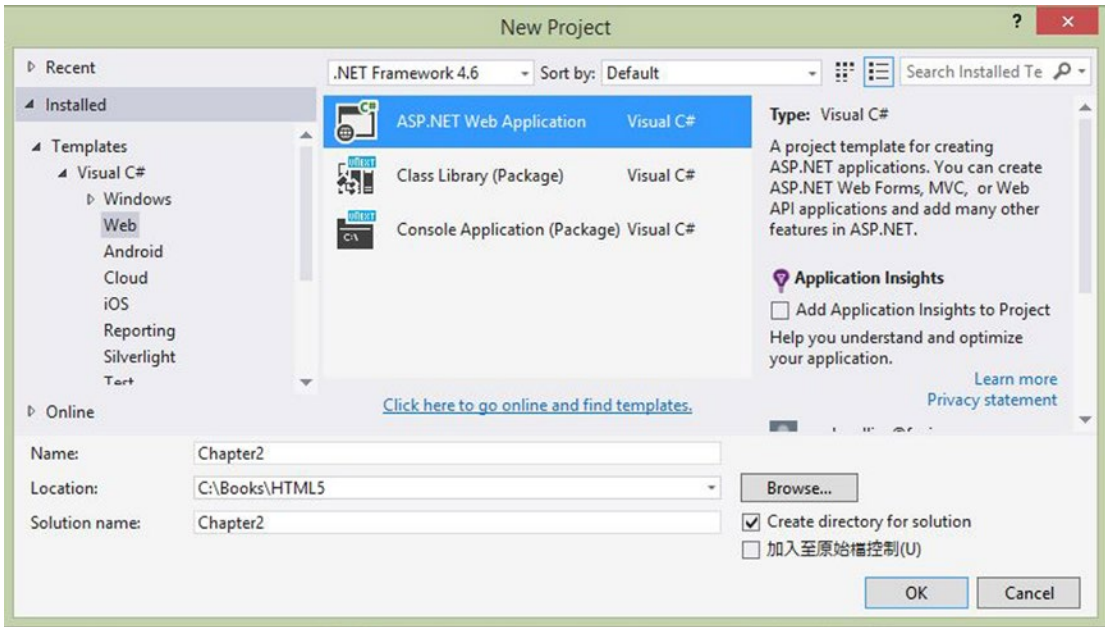 New Project
?
Recent
Installed
Templates
Visual C#
Windows
Web
Android
Cloud
iOS
Reporting
Silverlight
Test
Online
.NET Framework 4.6
Sort by: Default
Search Installed Te
ASP.NET Web Application Visual C#
Class Library (Package) Visual C#
Console Application (Package) Visual C#
Click here to go online and find templates.
Type: Visual C#
A project template for creating
ASP.NET applications. You can create
ASP.NET Web Forms, MVC, or Web
API applications and add many other
features in ASP.NET.
Application Insights
Add Application Insights to Project
Help you understand and optimize
your application.
Learn more
Privacy statement
Name: Chapter2
Location: C:\Books\HTML5
Browse...
Solution name: Chapter2
Create directory for solution
加入至原始檔控制(U)
OK
Cancel